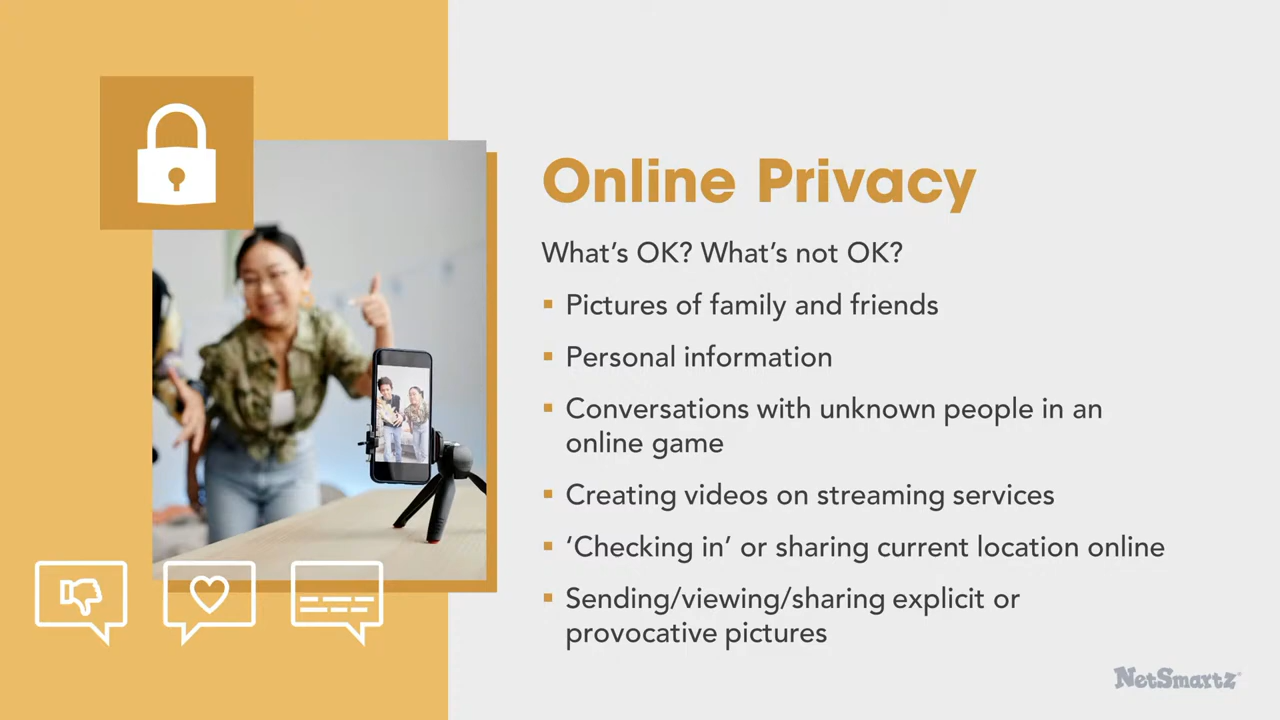 Online Privacy
What's OK? What's not OK?
▪ Pictures of family and friends
▪ Personal information
▪ Conversations with unknown people in an
online game
▪ Creating videos on streaming services
▪ ‘Checking in’ or sharing current location online
▪ Sending/viewing/sharing explicit or
provocative pictures
NetSmartz®